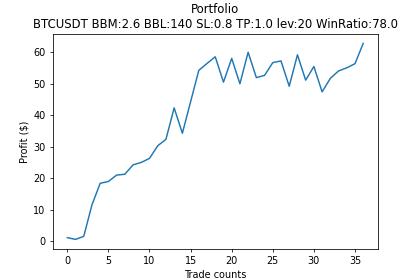 Portfolio
BTCUSDT BBM:2.6 BBL:140 SL:0.8 TP:1.0 lev:20 WinRatio:78.0
60
50
40
30
20
10
0
Profit ($)
0 5 10 15 20 25 30 35
Trade counts